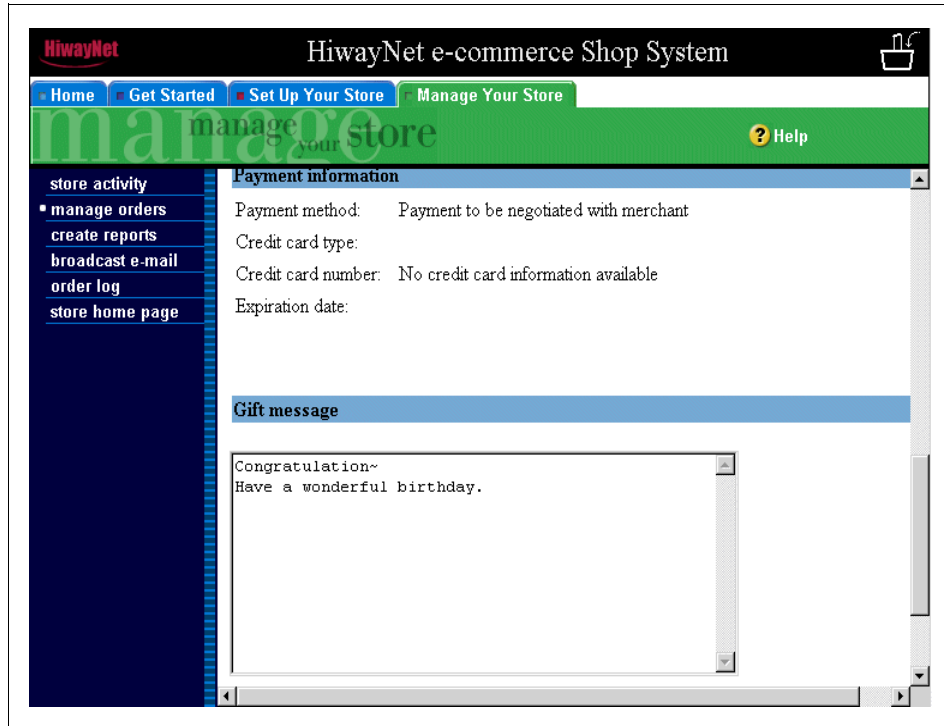 HiwayNet
HiwayNet e-commerce Shop System
Home
Get Started
Set Up Your Store
Manage Your Store
manage
manage your store
Help
store activity
manage orders
create reports
broadcast e-mail
order log
store home page
Payment information
Payment method: Payment to be negotiated with merchant
Credit card type:
Credit card number: No credit card information available
Expiration date:
Gift message
Congratulation~
Have a wonderful birthday.